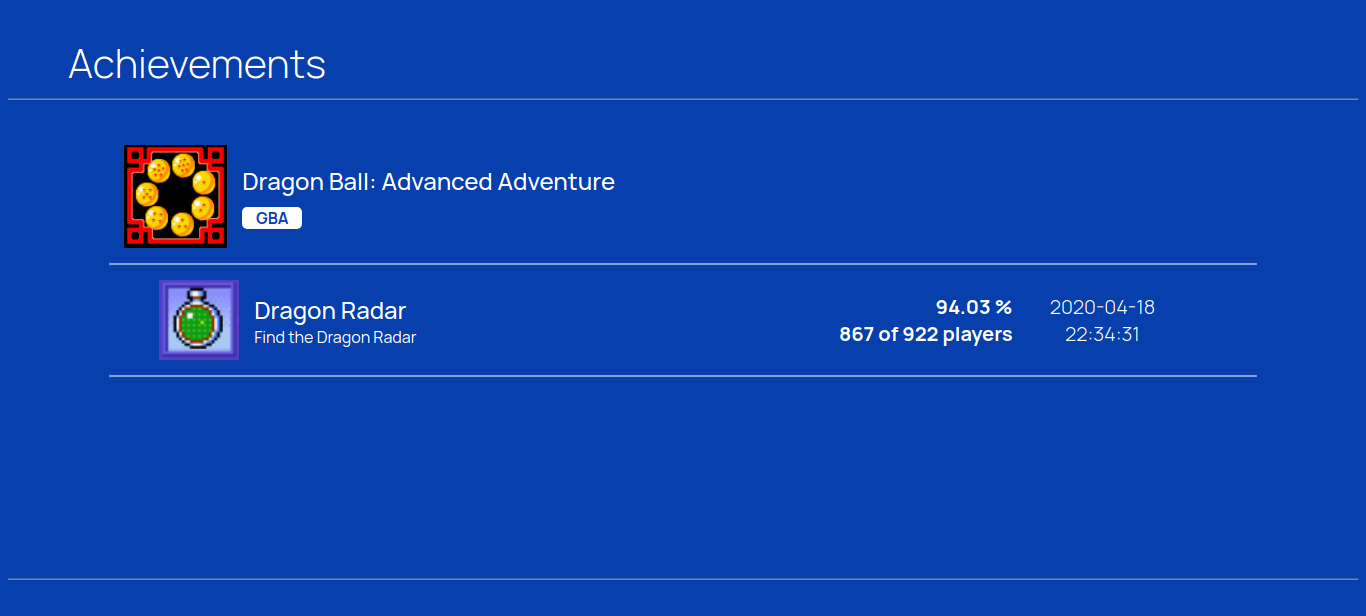 Achievements
Dragon Ball: Advanced Adventure
GBA
Dragon Radar
Find the Dragon Radar
94.03 %
867 of 922 players
2020-04-18
22:34:31